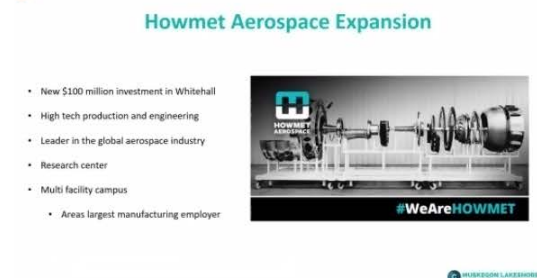 Howmet Aerospace Expansion
New $100 million investment in Whitehall
High tech production and engineering
Leader in the global aerospace industry
Research center
Multi facility campus
Areas largest manufacturing employer
HOWMET
AEROSPACE
#WeAreHOWMET
MUSKEGON LAKESHORE